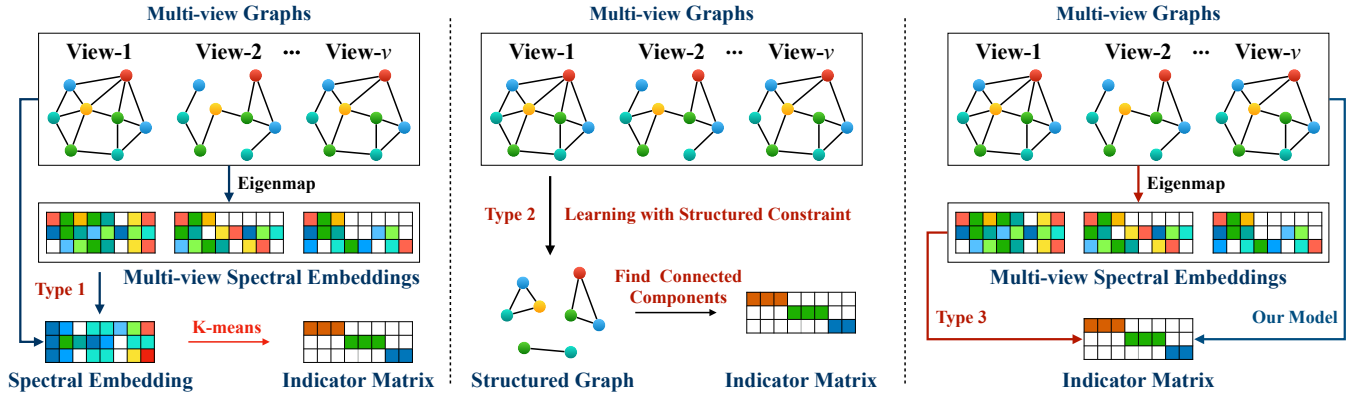 Multi-view Graphs
View-1 View-2 ... View-v
Eigenmap
Multi-view Spectral Embeddings
Type 1
K-means
Spectral Embedding
Indicator Matrix
Multi-view Graphs
View-1 View-2 ... View-v
Type 2
Learning with Structured Constraint
Find Connected
Components
Structured Graph
Indicator Matrix
Multi-view Graphs
View-1 View-2 ... View-v
Eigenmap
Multi-view Spectral Embeddings
Type 3
Our Model
Indicator Matrix